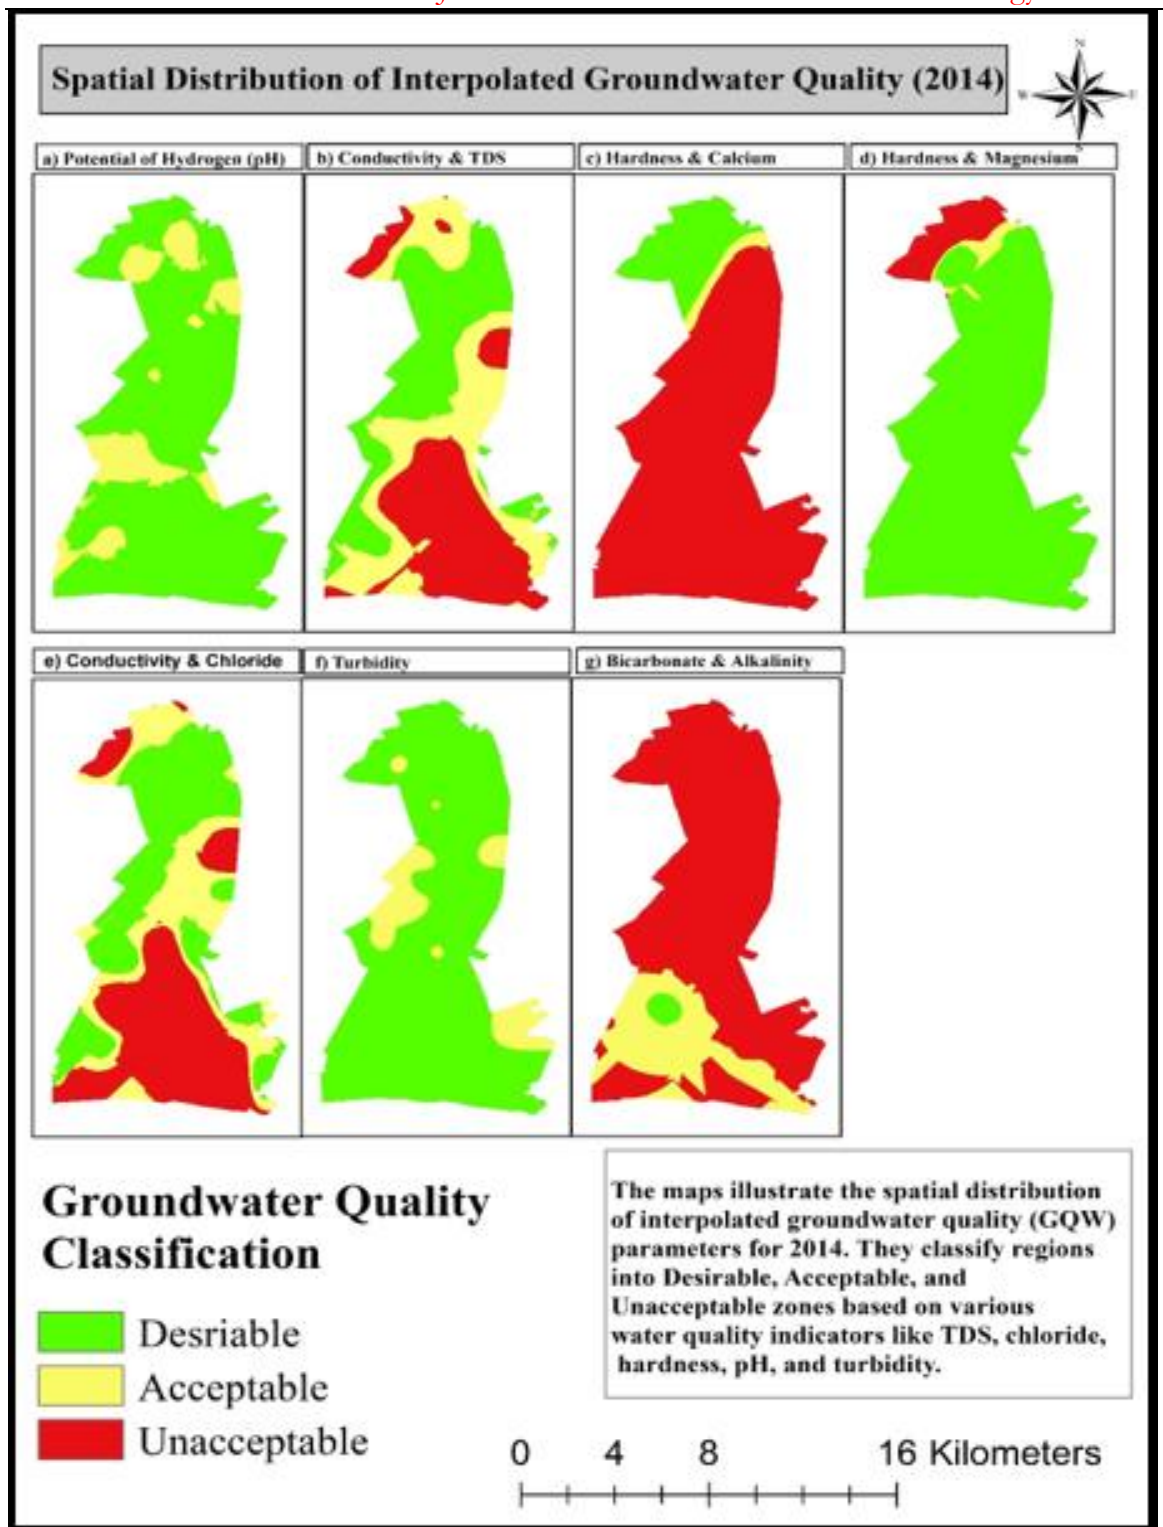 Spatial Distribution of Interpolated Groundwater Quality (2014)
N
W
E
S
a) Potential of Hydrogen (pH)
b) Conductivity & TDS
c) Hardness & Calcium
d) Hardness & Magnesium
e) Conductivity & Chloride
f) Turbidity
g) Bicarbonate & Alkalinity
Groundwater Quality
Classification
Desriable
Acceptable
Unacceptable
The maps illustrate the spatial distribution
of interpolated groundwater quality (GQW)
parameters for 2014. They classify regions
into Desirable, Acceptable, and
Unacceptable zones based on various
water quality indicators like TDS, chloride,
hardness, pH, and turbidity.
0 4 8 16 Kilometers